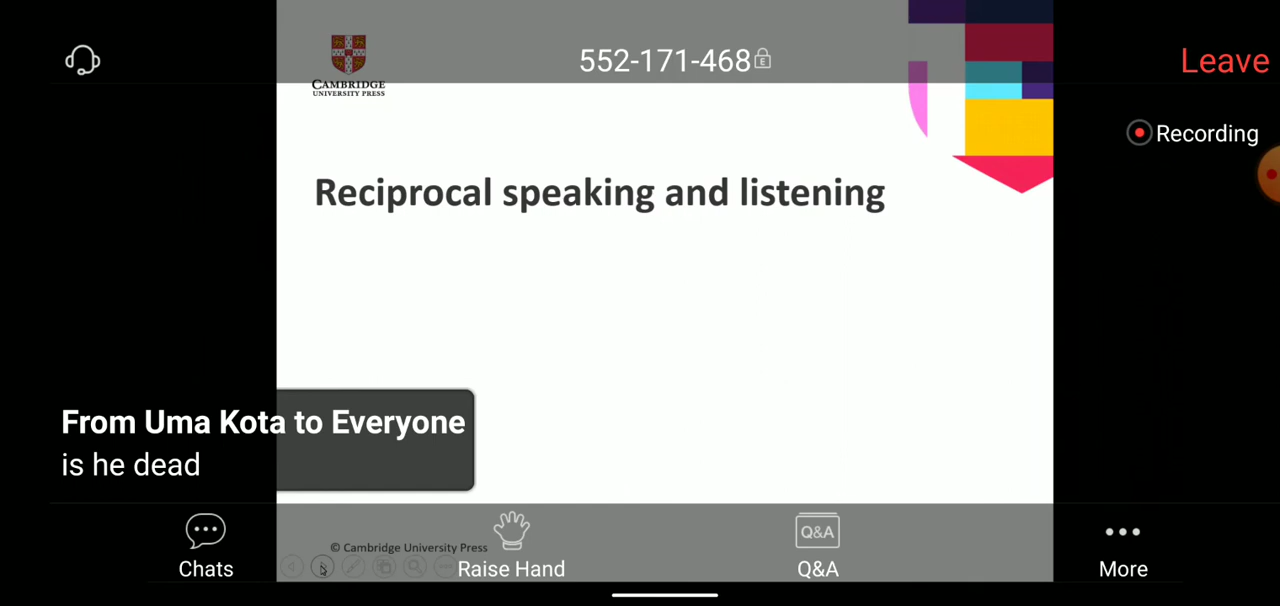 552-171-468
E
Leave
CAMBRIDGE
UNIVERSITY PRESS
Recording
Reciprocal speaking and listening
From Uma Kota to Everyone
is he dead
© Cambridge University Press
Q&A
Chats
Raise Hand
Q&A
More